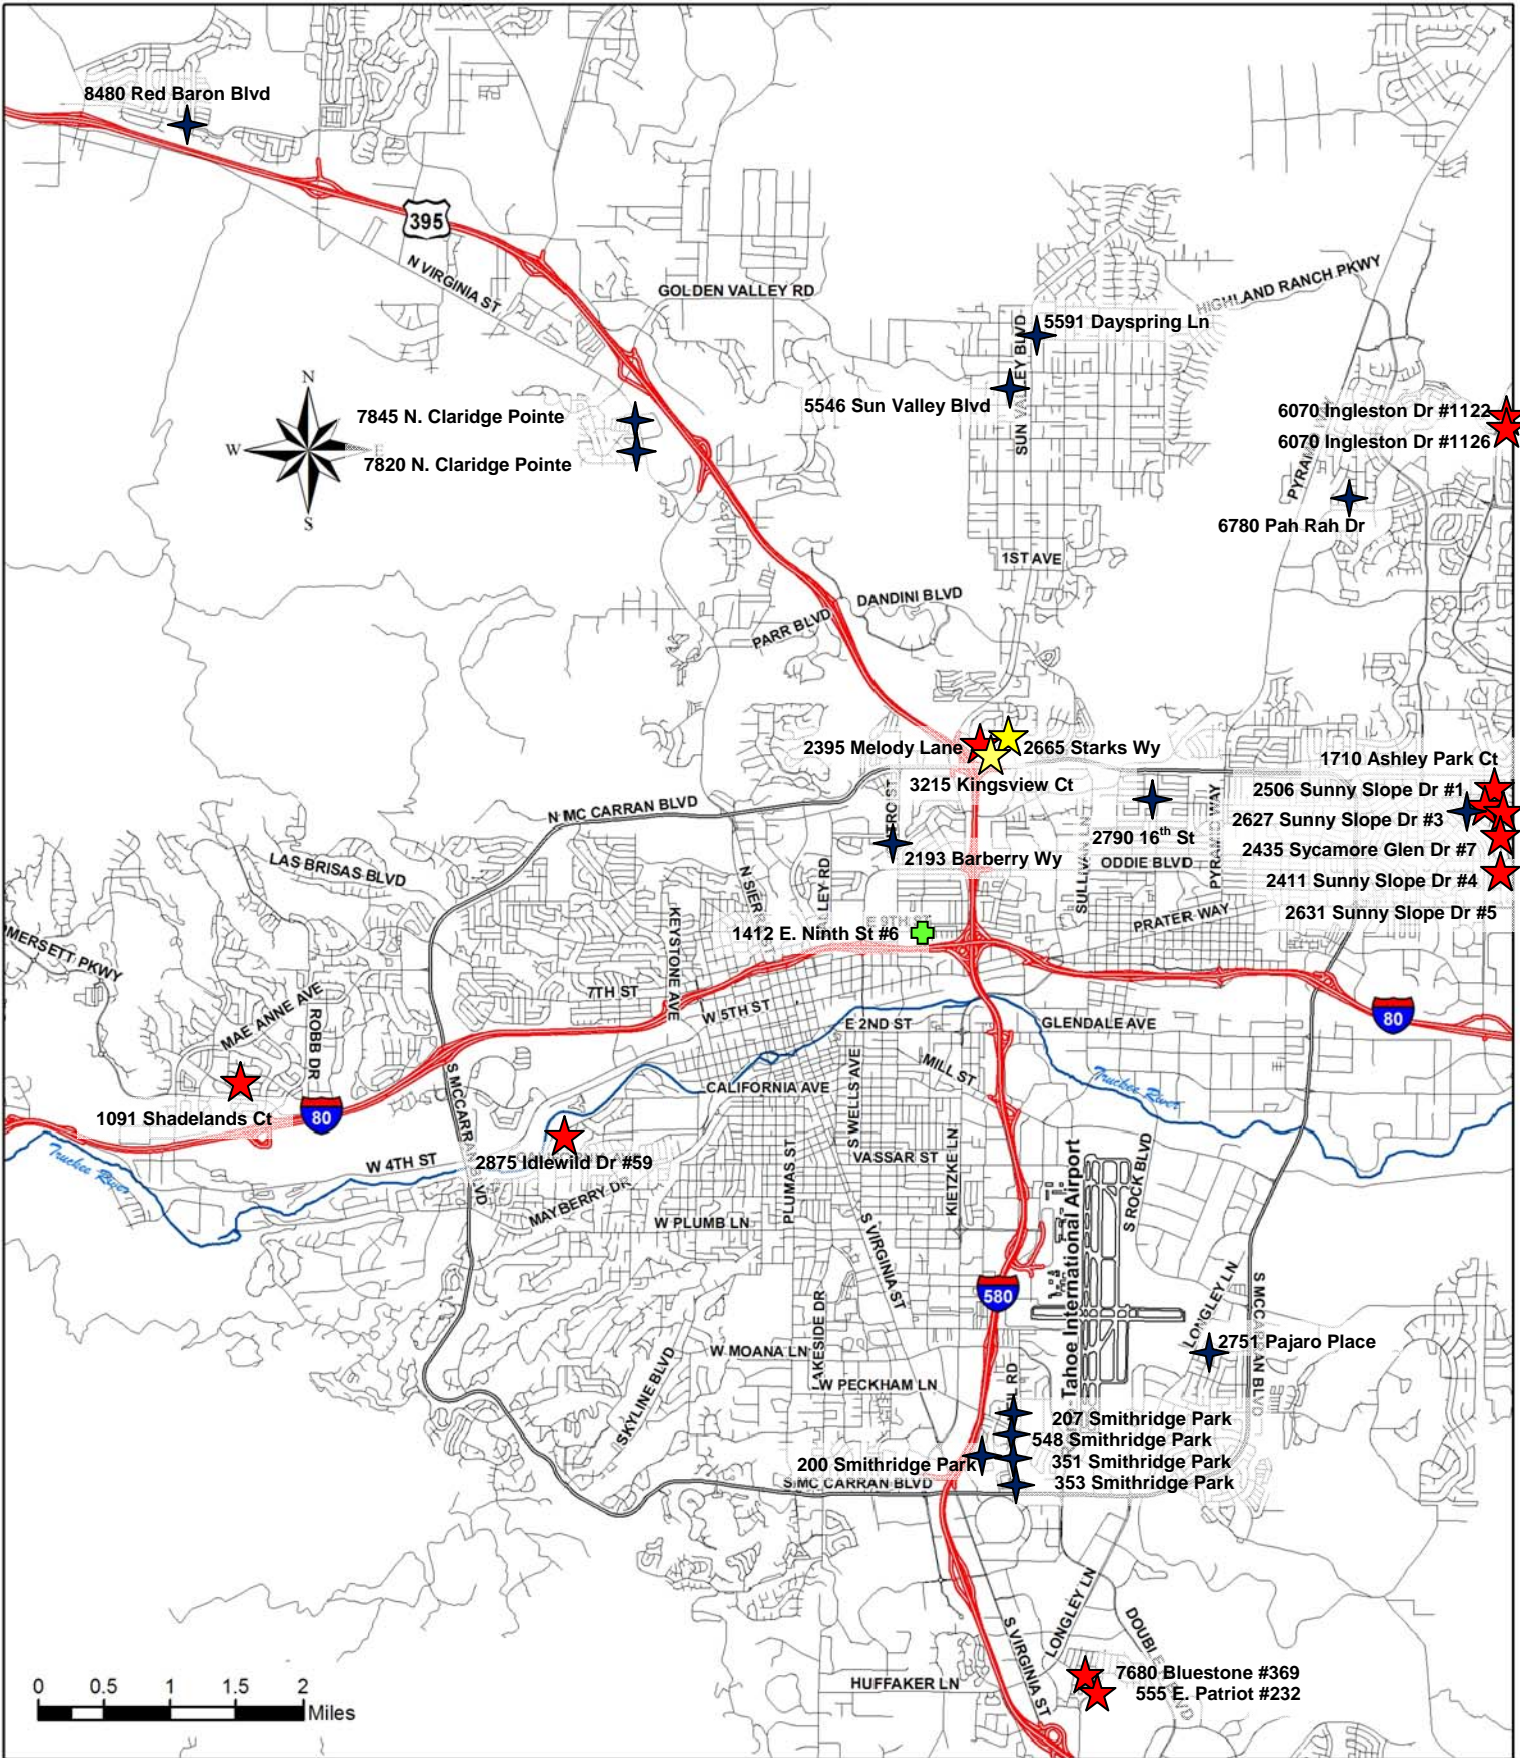 8480 Red Baron Blvd
395
N VIRGINIA ST
GOLDEN VALLEY RD
HIGHLAND RANCH PKWY
5591 Dayspring Ln
SUN VALLEY BLVD
5546 Sun Valley Blvd
N
W
E
S
7845 N. Claridge Pointe
7820 N. Claridge Pointe
6070 Ingleston Dr #1122
6070 Ingleston Dr #1126
6780 Pah Rah Dr
1ST AVE
DANDINI BLVD
PARR BLVD
2395 Melody Lane
2665 Starks Wy
3215 Kingsview Ct
1710 Ashley Park Ct
2506 Sunny Slope Dr #1
2627 Sunny Slope Dr #3
2435 Sycamore Glen Dr #7
2411 Sunny Slope Dr #4
2631 Sunny Slope Dr #5
N MC CARRAN BLVD
2790 16th St
PYRAMID WAY
2193 Barberry Wy
ODDIE BLVD
LAS BRISAS BLVD
PRATER WAY
1412 E. Ninth St #6
E 9TH ST
KEYSTONE AVE
MAE ANNE AVE
ROBB DR
7TH ST
W 5TH ST
E 2ND ST
GLENDALE AVE
80
Truckee River
MILL ST
S WELLS AVE
CALIFORNIA AVE
1091 Shadelands Ct
80
S MCCARRAN BLVD
2875 Idlewild Dr #59
W 4TH ST
Truckee River
MAYBERRY DR
VASSAR ST
KIETZKE LN
PLUMAS ST
W PLUMB LN
S VIRGINIA ST
S ROCK BLVD
Tahoe International Airport
580
LONGLEY LN
S MCCARRAN BLVD
2751 Pajaro Place
LAKESIDE DR
W MOANA LN
W PECKHAM LN
SKYLINE BLVD
207 Smithridge Park
548 Smithridge Park
200 Smithridge Park
351 Smithridge Park
353 Smithridge Park
S MC CARRAN BLVD
LONGLEY LN
S VIRGINIA ST
HUFFAKER LN
7680 Bluestone #369
555 E. Patriot #232
0 0.5 1 1.5 2
Miles